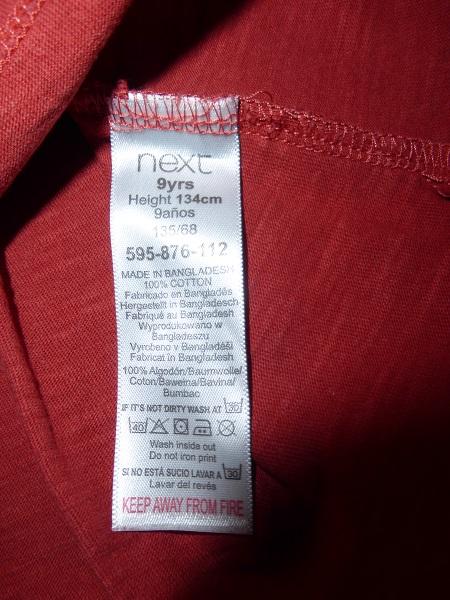 next
9yrs
Height 134cm
9años
135/68
595-876-112
MADE IN BANGLADESH
100% COTTON
Fabricado en Bangladés
Hergestellt in Bangladesch
Fabriqué au Bangladesh
Wyprodukowano w
Bangladeszu
Vyrobeno v Bangladéši
Fabricat în Bangladesh
100% Algodón/Baumwolle/
Coton/Bawełna/Bavlna/
Bumbac
IF IT'S NOT DIRTY WASH AT 30
40
Wash inside out
Do not iron print
SI NO ESTÁ SUCIO LAVAR A 30
Lavar del revés
KEEP AWAY FROM FIRE